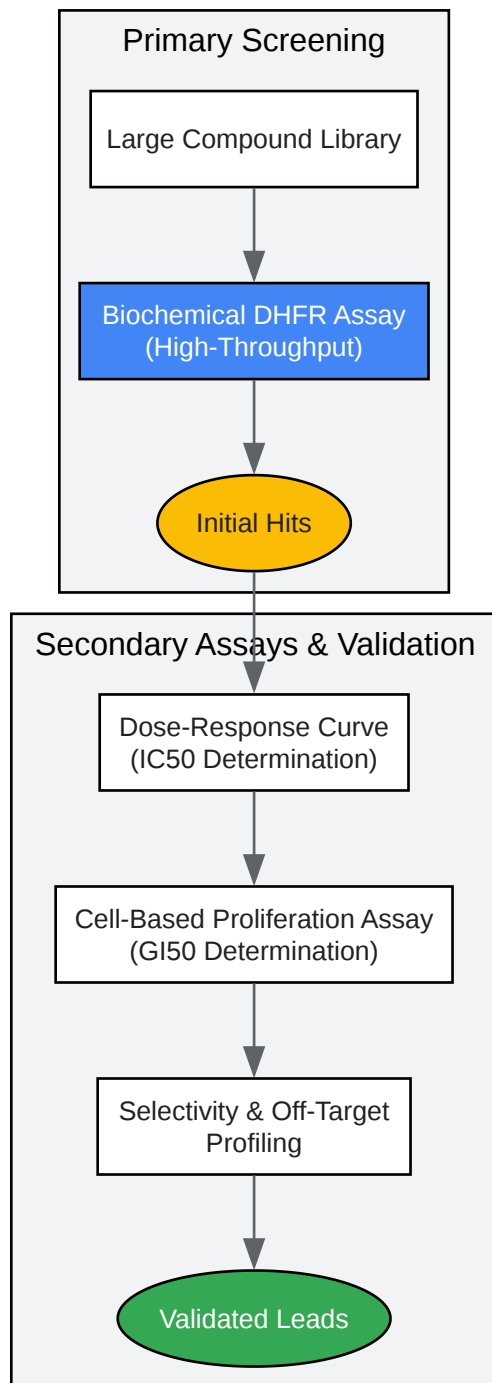 Primary Screening
Large Compound Library
Biochemical DHFR Assay
(High-Throughput)
Initial Hits
Secondary Assays & Validation
Dose-Response Curve
(IC50 Determination)
Cell-Based Proliferation Assay
(GI50 Determination)
Selectivity & Off-Target
Profiling
Validated Leads